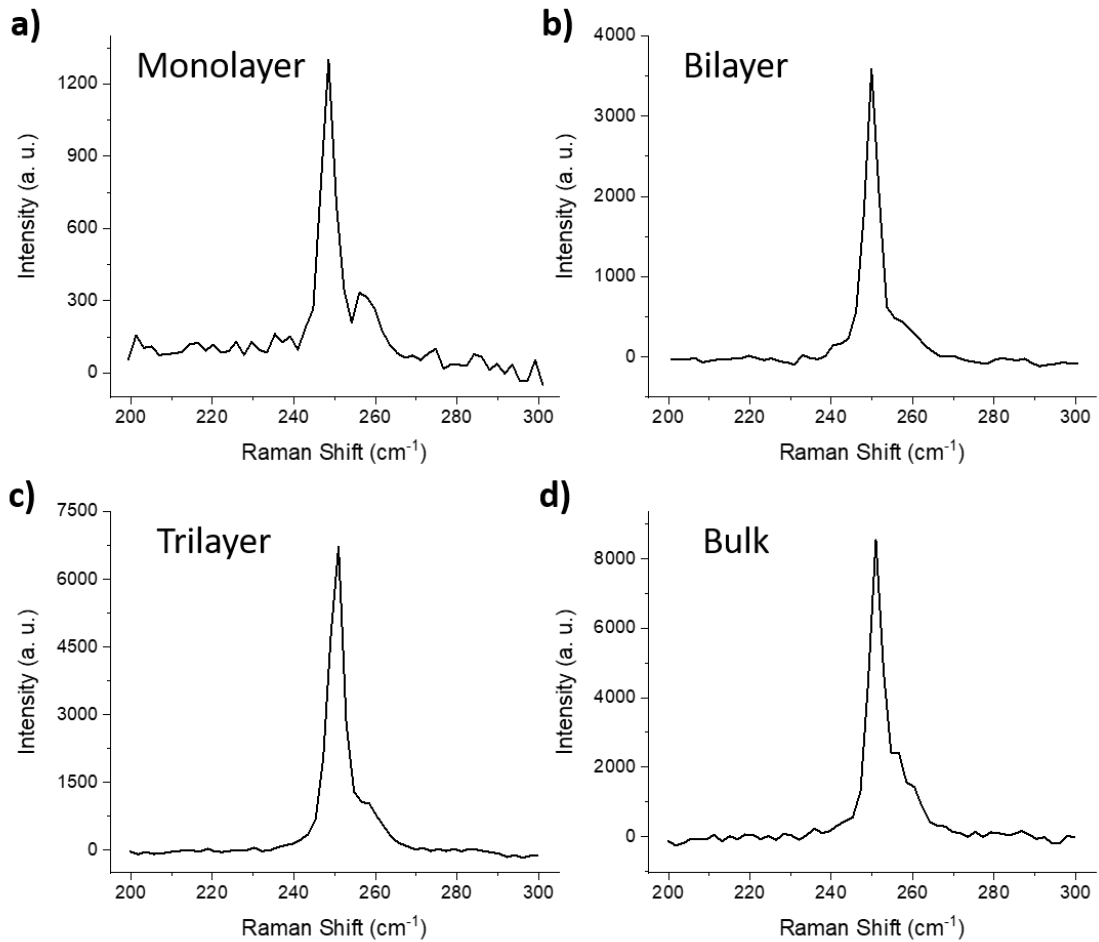 a)
Monolayer
1200
900
600
300
0
Intensity (a. u.)
200 220 240 260 280 300
Raman Shift (cm⁻¹)
b)
Bilayer
4000
3000
2000
1000
0
Intensity (a. u.)
200 220 240 260 280 300
Raman Shift (cm⁻¹)
c)
Trilayer
7500
6000
4500
3000
1500
0
Intensity (a. u.)
200 220 240 260 280 300
Raman Shift (cm⁻¹)
d)
Bulk
8000
6000
4000
2000
0
Intensity (a. u.)
200 220 240 260 280 300
Raman Shift (cm⁻¹)